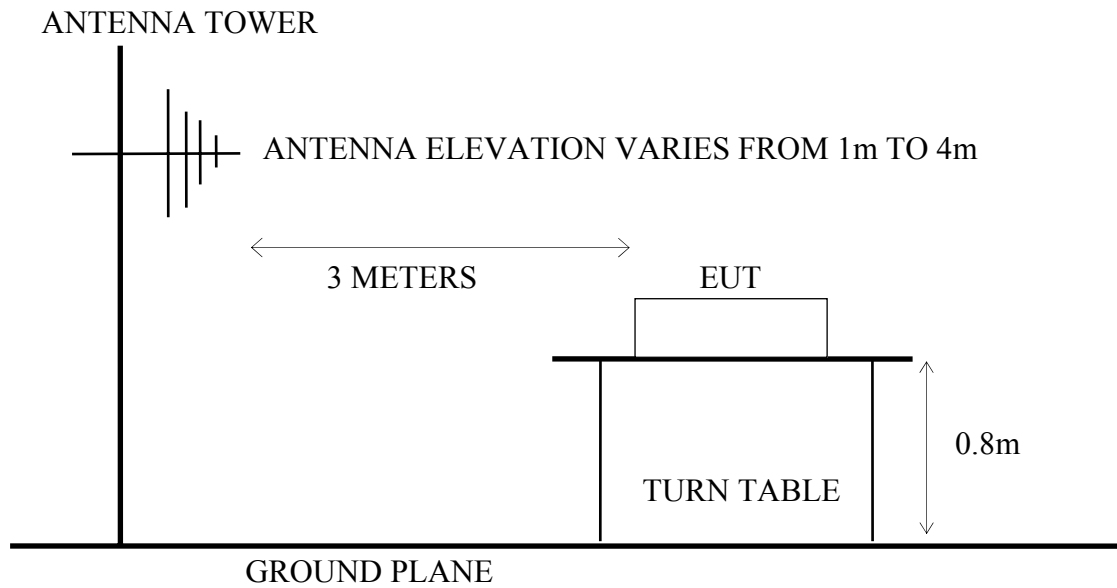 ANTENNA TOWER
ANTENNA ELEVATION VARIES FROM 1m TO 4m
3 METERS
EUT
0.8m
TURN TABLE
GROUND PLANE